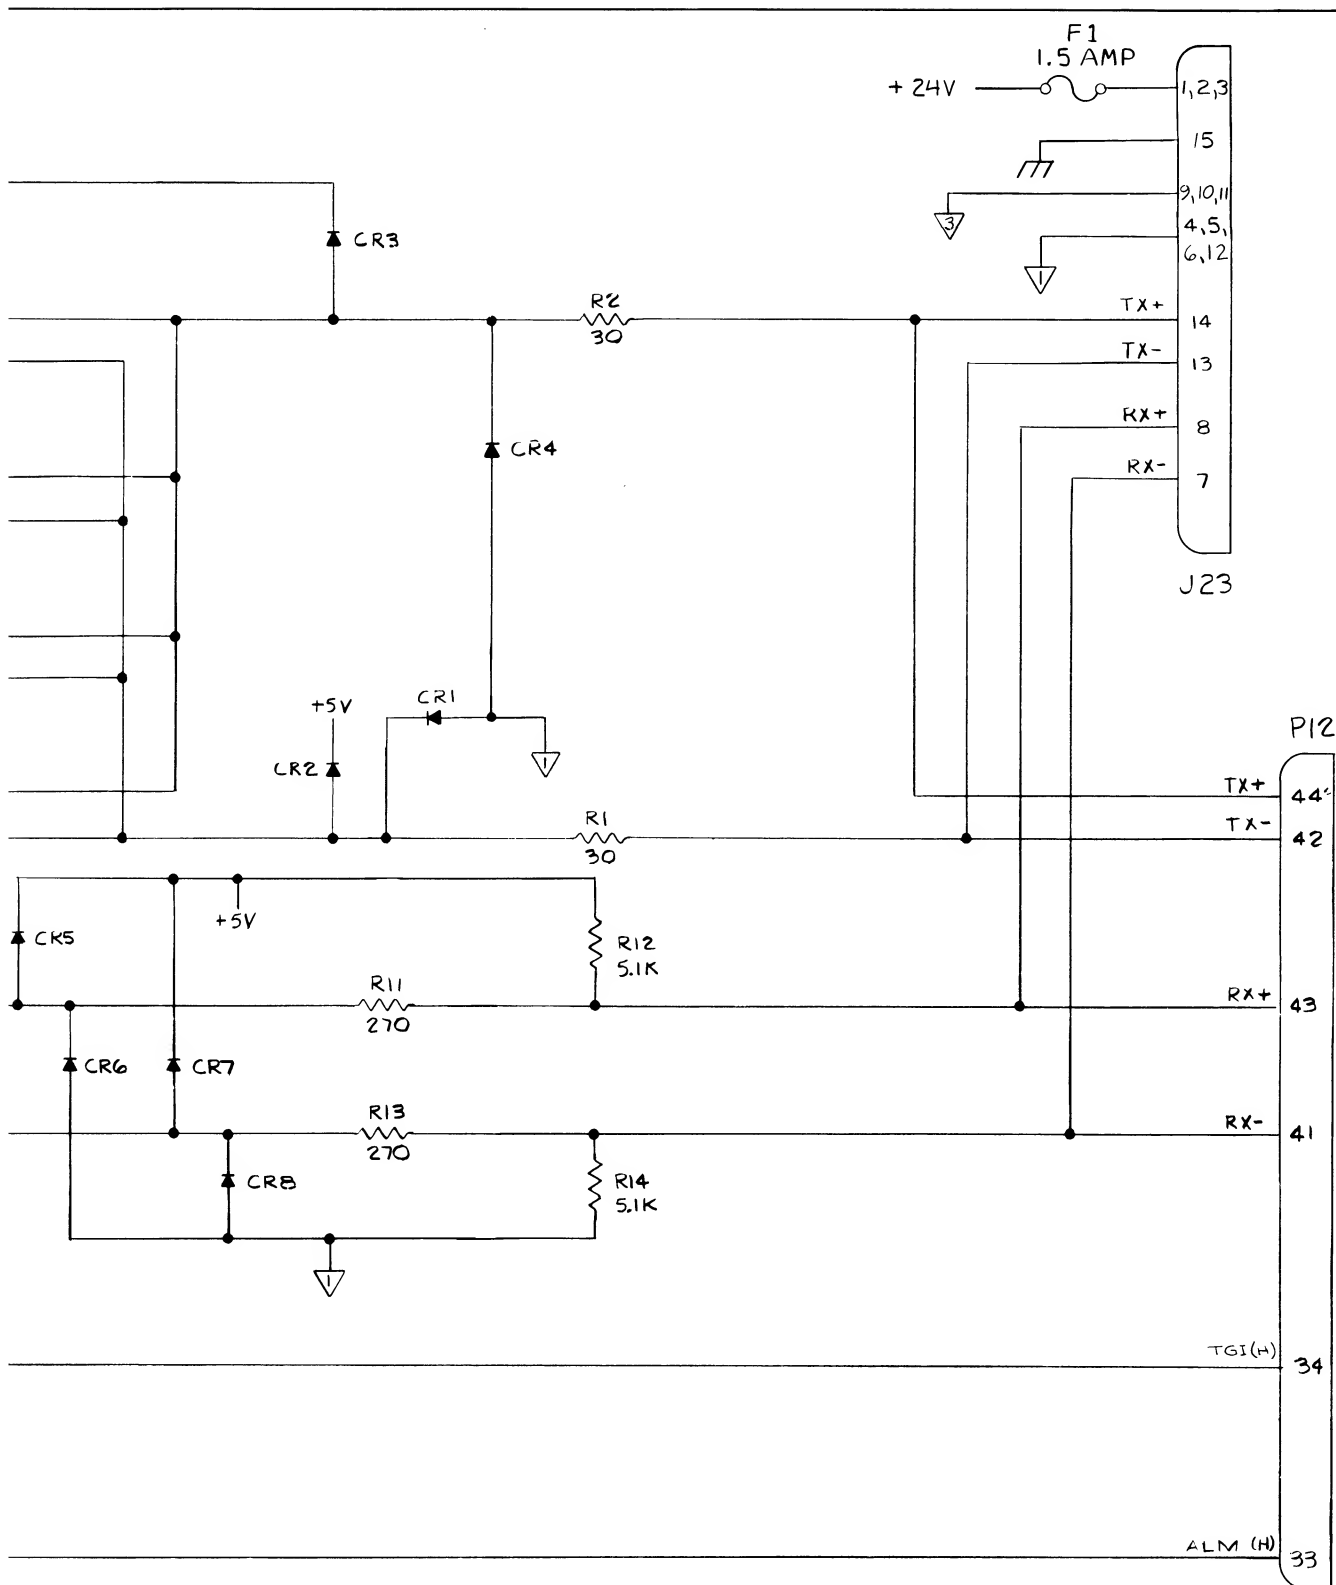 F1
1.5 AMP
+24V
1,2,3
15
9,10,11
3
4,5,
6,12
1
CR3
R2
30
TX+
14
TX-
13
CR4
RX+
8
RX-
7
J23
CR1
+5V
CR2
1
P12
TX+
44
R1
30
TX-
42
+5V
CR5
R12
5.1K
R11
270
RX+
43
CR6
CR7
R13
270
RX-
41
CR8
R14
5.1K
1
TGI(H)
34
ALM (H)
33